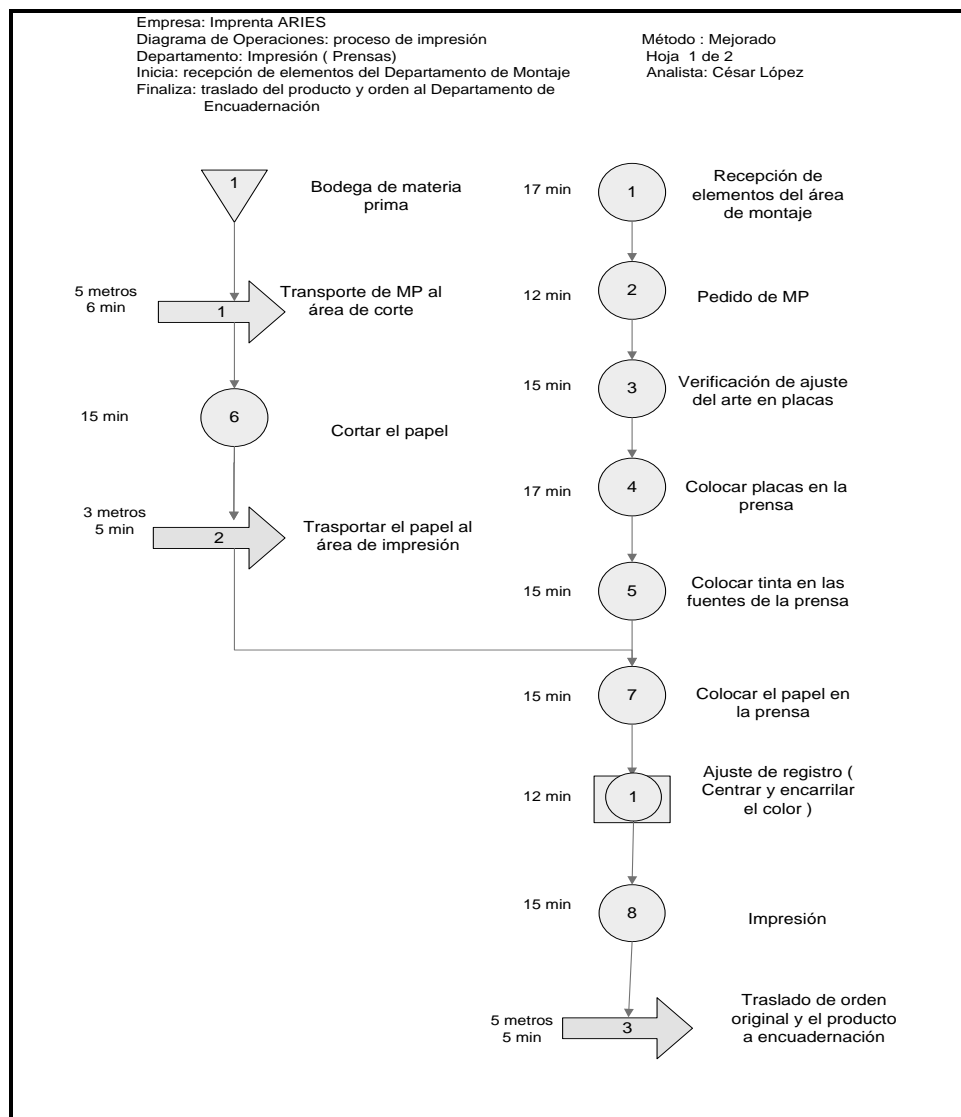 Empresa: Imprenta ARIES
Diagrama de Operaciones: proceso de impresión
Departamento: Impresión ( Prensas)
Inicia: recepción de elementos del Departamento de Montaje
Finaliza: traslado del producto y orden al Departamento de
Encuadernación
Método : Mejorado
Hoja 1 de 2
Analista: César López
1
Bodega de materia
prima
5 metros
6 min
1
Transporte de MP al
área de corte
15 min
6
Cortar el papel
3 metros
5 min
2
Trasportar el papel al
área de impresión
17 min
1
Recepción de
elementos del área
de montaje
12 min
2
Pedido de MP
15 min
3
Verificación de ajuste
del arte en placas
17 min
4
Colocar placas en la
prensa
15 min
5
Colocar tinta en las
fuentes de la prensa
15 min
7
Colocar el papel en
la prensa
12 min
1
Ajuste de registro (
Centrar y encarrilar
el color )
15 min
8
Impresión
5 metros
5 min
3
Traslado de orden
original y el producto
a encuadernación